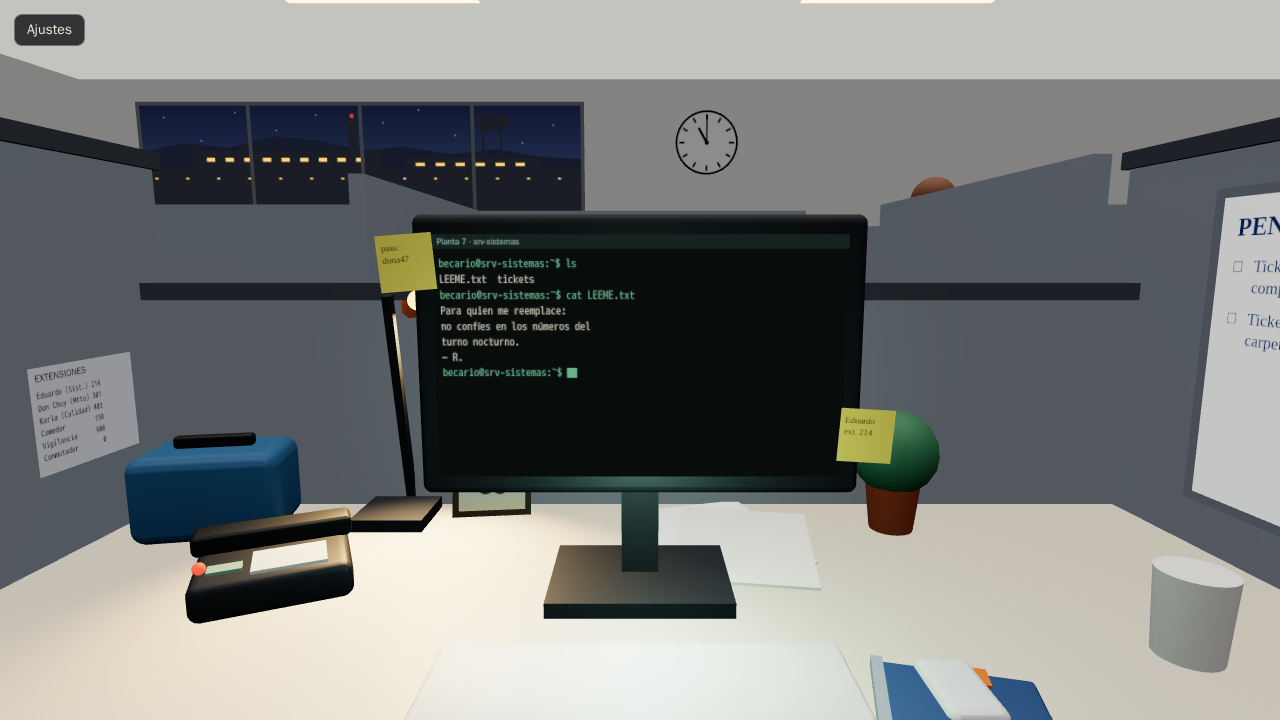 Ajustes
pass:
duna47
Planta 7 · srv-sistemas
becario@srv-sistemas:~$ ls
LEEME.txt  tickets
becario@srv-sistemas:~$ cat LEEME.txt
Para quien me reemplace:
no confíes en los números del
turno nocturno.
— R.
becario@srv-sistemas:~$
EXTENSIONES
Eduardo (Sist.) 214
Don Chuy (Mtto) 301
Karla (Calidad) 402
Comedor 150
Vigilancia 900
Conmutador 0
Eduardo
ext. 214
PEN
Tick
comp
Ticke
carpe